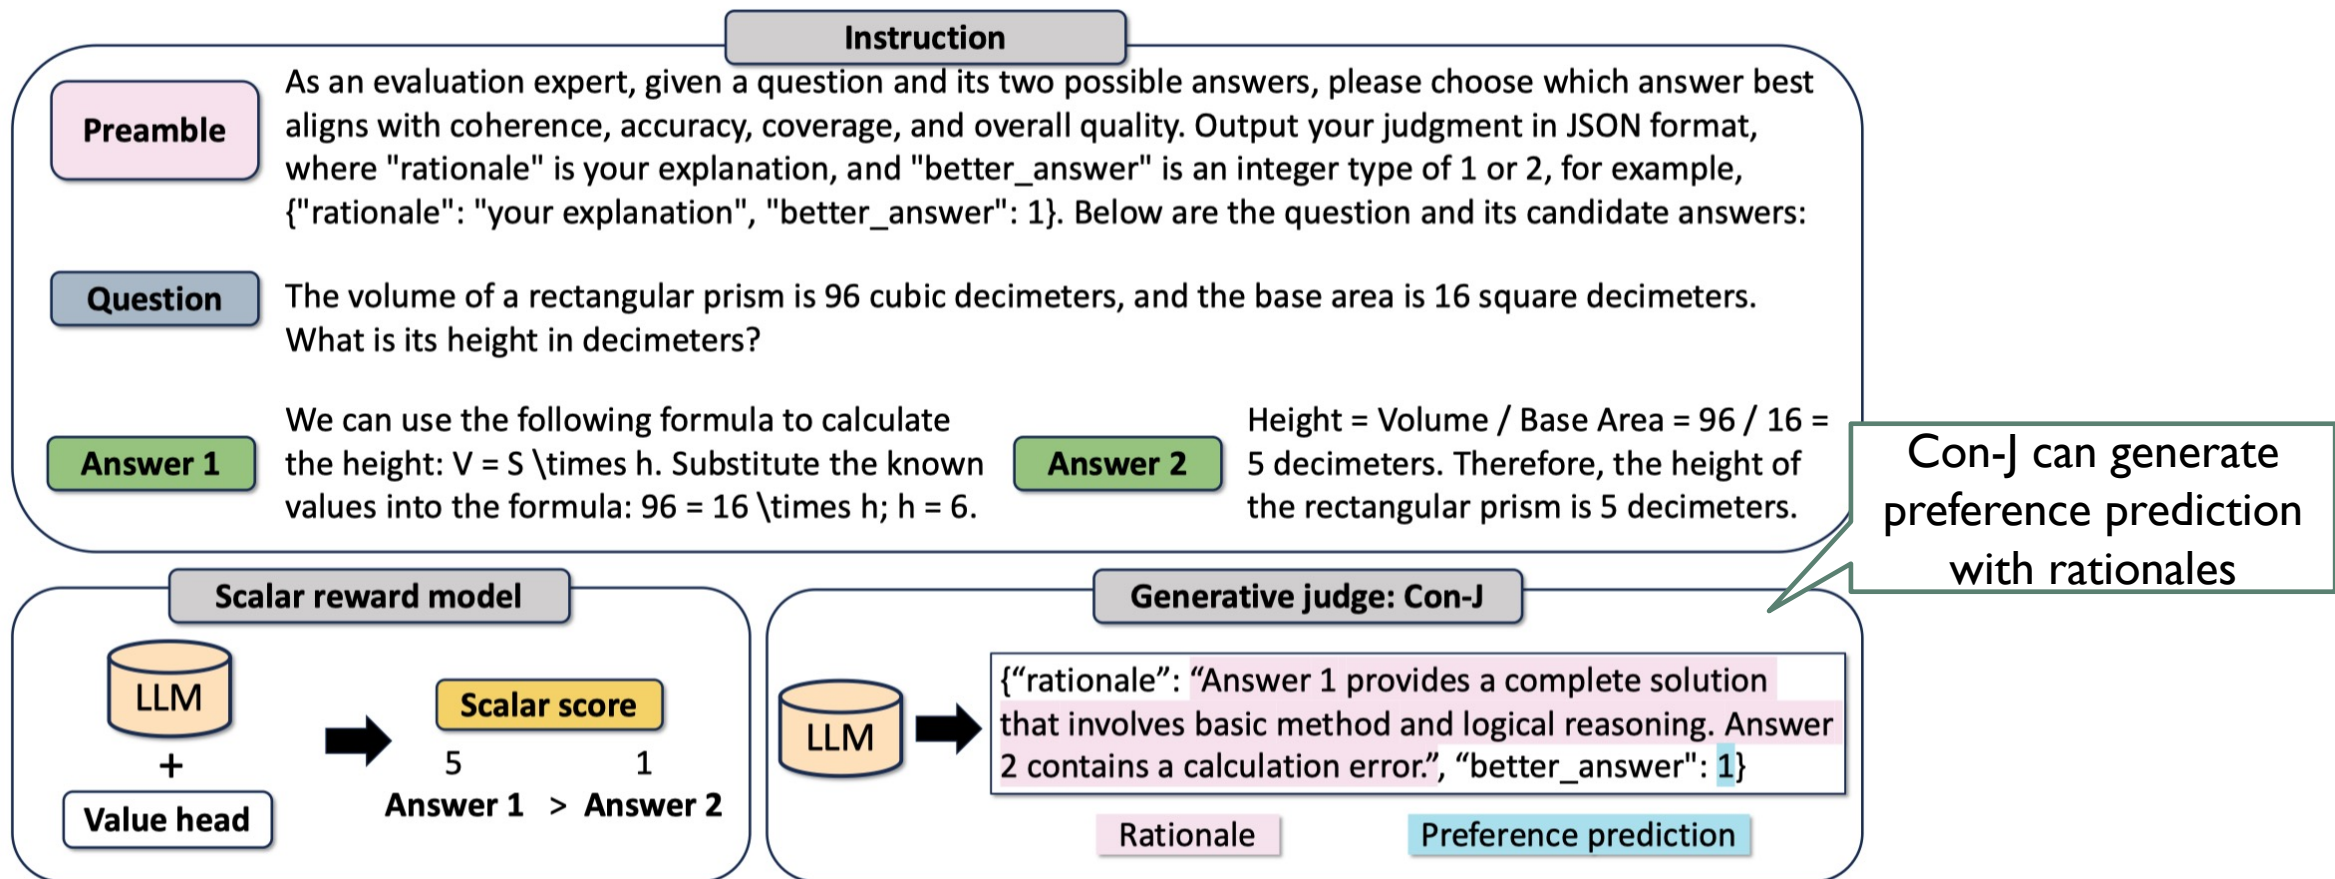 Instruction
Preamble
As an evaluation expert, given a question and its two possible answers, please choose which answer best
aligns with coherence, accuracy, coverage, and overall quality. Output your judgment in JSON format,
where "rationale" is your explanation, and "better_answer" is an integer type of 1 or 2, for example,
{"rationale": "your explanation", "better_answer": 1}. Below are the question and its candidate answers:
Question
The volume of a rectangular prism is 96 cubic decimeters, and the base area is 16 square decimeters.
What is its height in decimeters?
Answer 1
We can use the following formula to calculate
the height: V = S \times h. Substitute the known
values into the formula: 96 = 16 \times h; h = 6.
Answer 2
Height = Volume / Base Area = 96 / 16 =
5 decimeters. Therefore, the height of
the rectangular prism is 5 decimeters.
Con-J can generate
preference prediction
with rationales
Scalar reward model
LLM
+
Value head
Scalar score
5 1
Answer 1 > Answer 2
Generative judge: Con-J
LLM
{“rationale”: “Answer 1 provides a complete solution
that involves basic method and logical reasoning. Answer
2 contains a calculation error.”, “better_answer": 1}
Rationale
Preference prediction